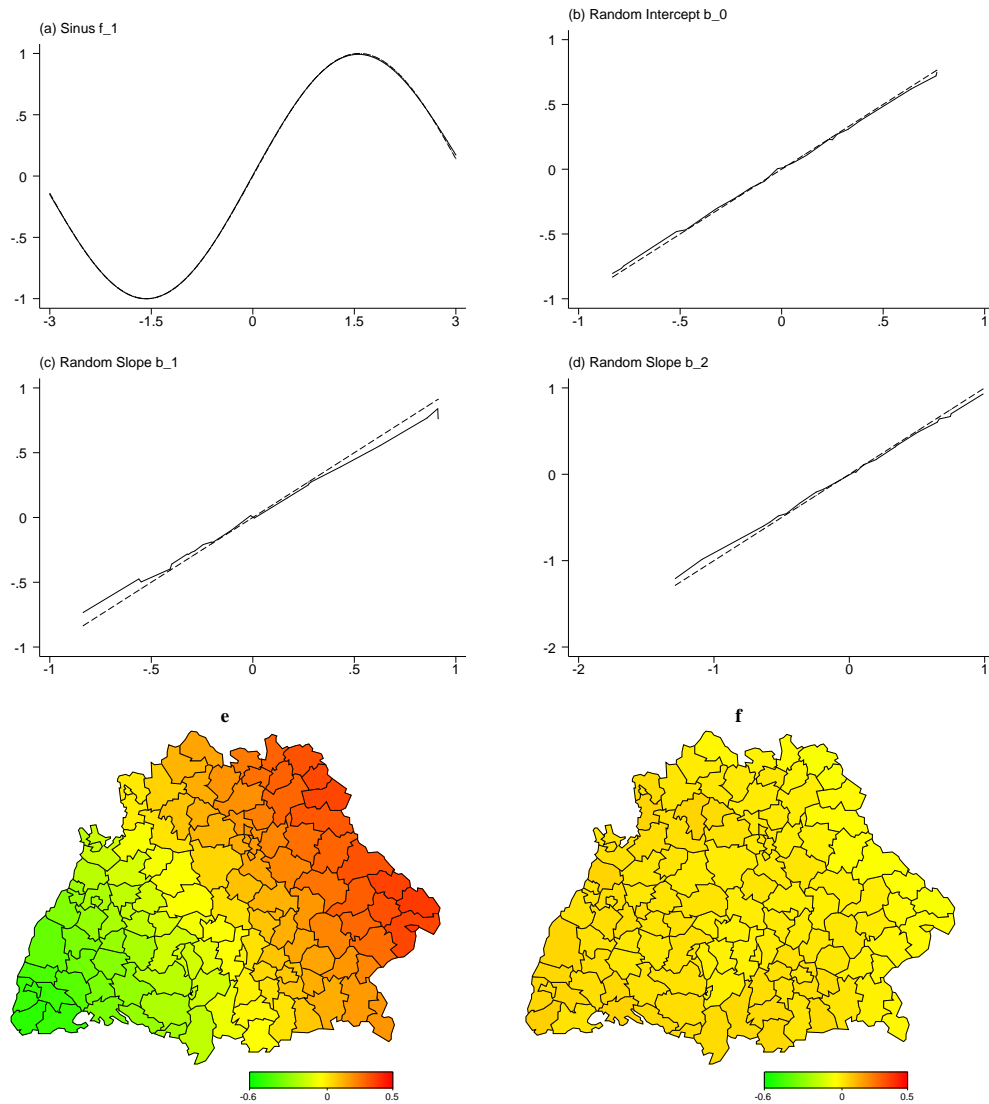 (a) Sinus f_1
1
.5
0
-.5
-1
-3 -1.5 0 1.5 3
(b) Random Intercept b_0
1
.5
0
-.5
-1
-1 -.5 0 .5 1
(c) Random Slope b_1
1
.5
0
-.5
-1
-1 -.5 0 .5 1
(d) Random Slope b_2
1
0
-1
-2
-2 -1 0 1
e
-0.6 0 0.5
f
-0.6 0 0.5